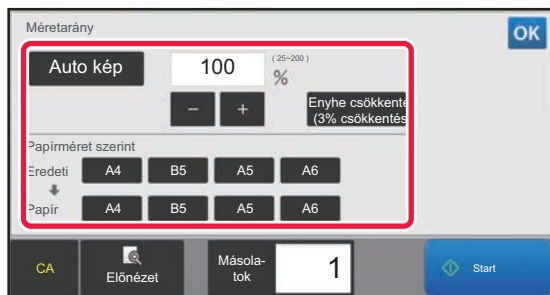 Méretarány
OK
Auto kép
100
(25~200)
%
−
+
Enyhe csökkenté
(3% csökkentés
Papírméret szerint
Eredeti
A4
B5
A5
A6
Papír
A4
B5
A5
A6
CA
Előnézet
Másola-
tok
1
Start